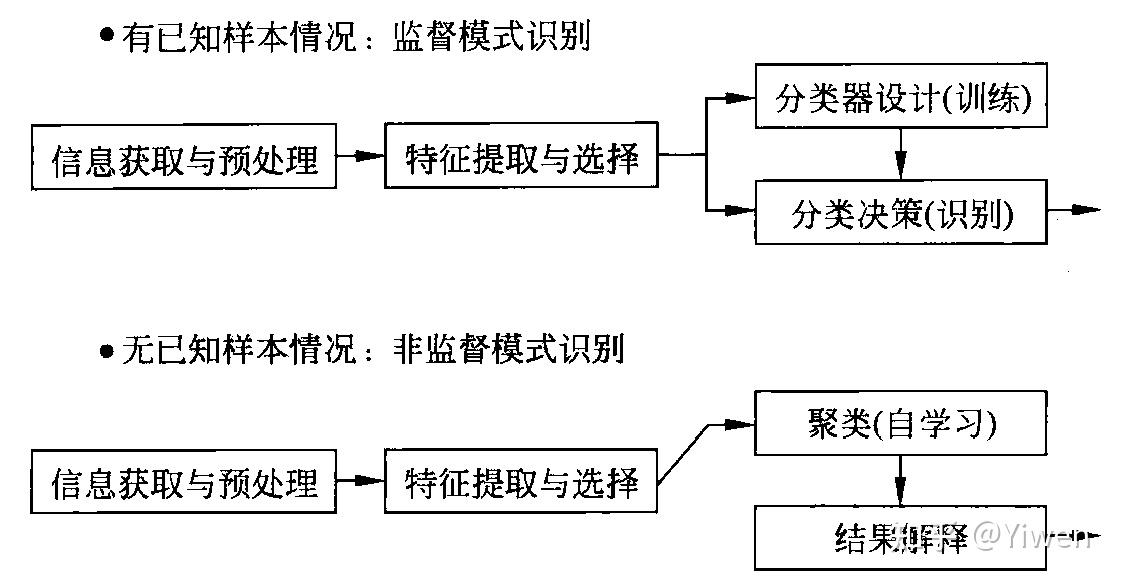 ●有已知样本情况：监督模式识别
分类器设计(训练)
信息获取与预处理
特征提取与选择
分类决策(识别)
●无已知样本情况：非监督模式识别
聚类(自学习)
信息获取与预处理
特征提取与选择
结果解释
知乎 @Yiwen